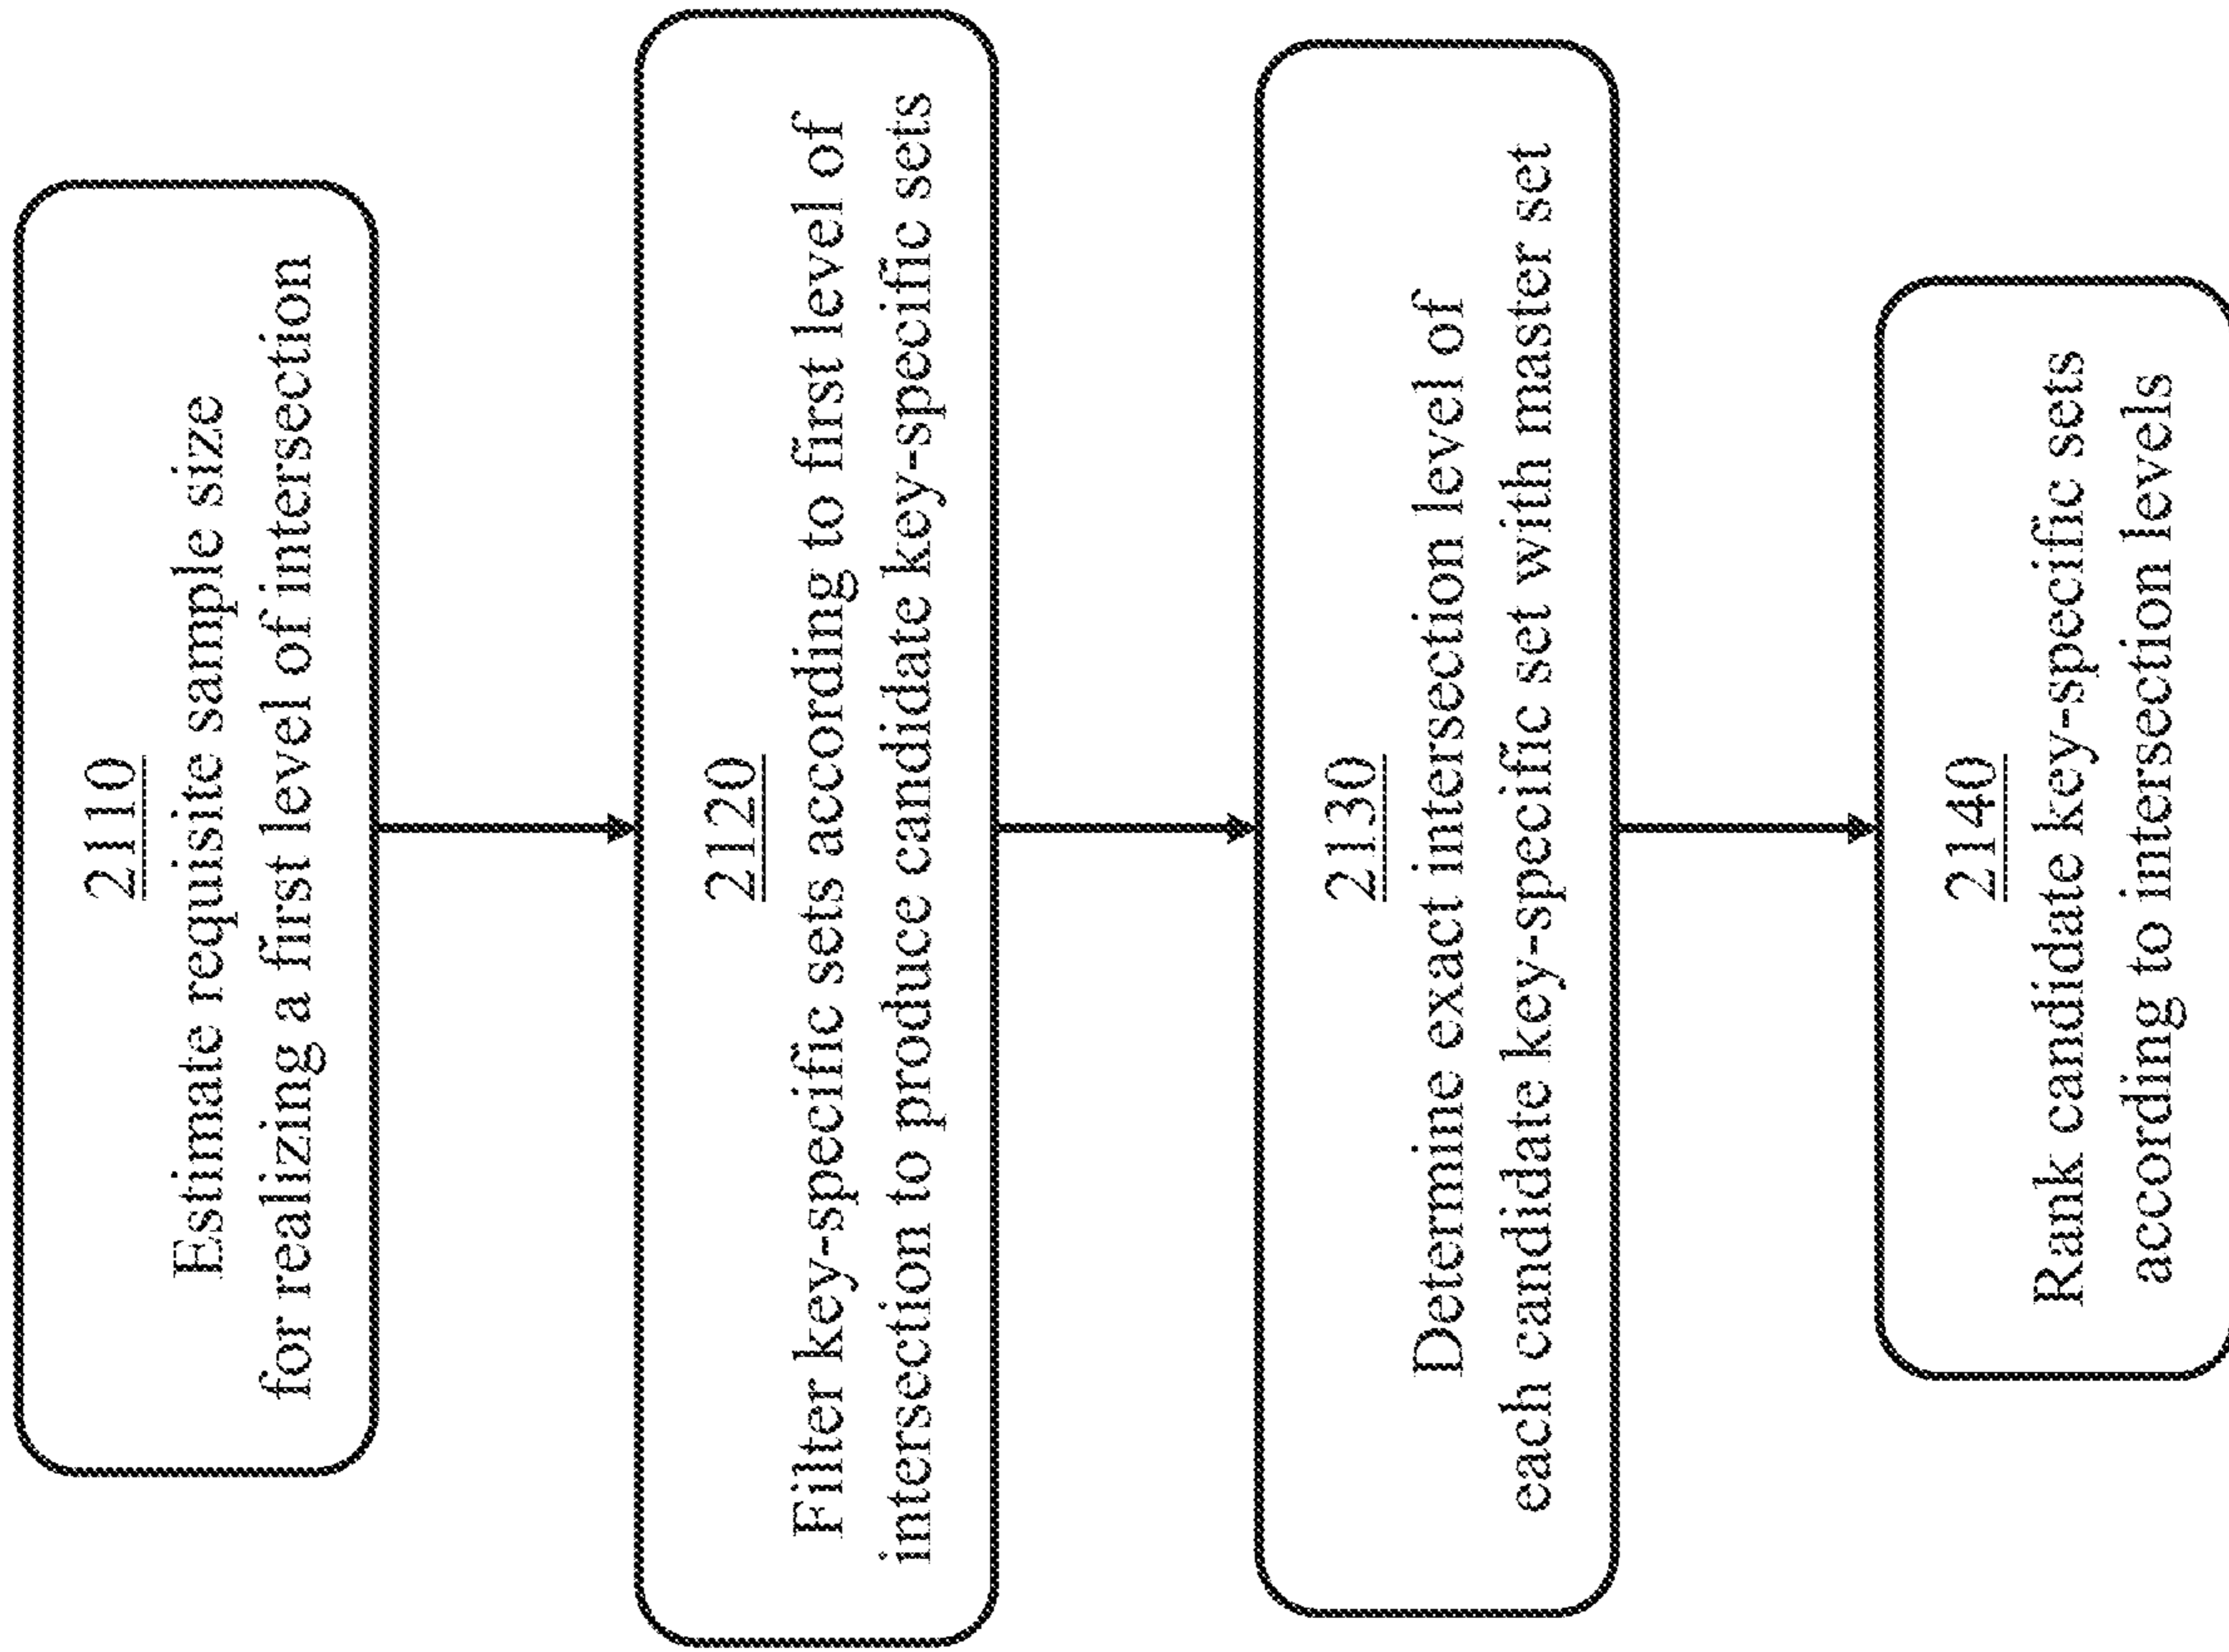 2110
Estimate requisite sample size
for realizing a first level of intersection
2120
Filter key-specific sets according to first level of
intersection to produce candidate key-specific sets
2130
Determine exact intersection level of
each candidate key-specific set with master set
2140
Rank candidate key-specific sets
according to intersection levels